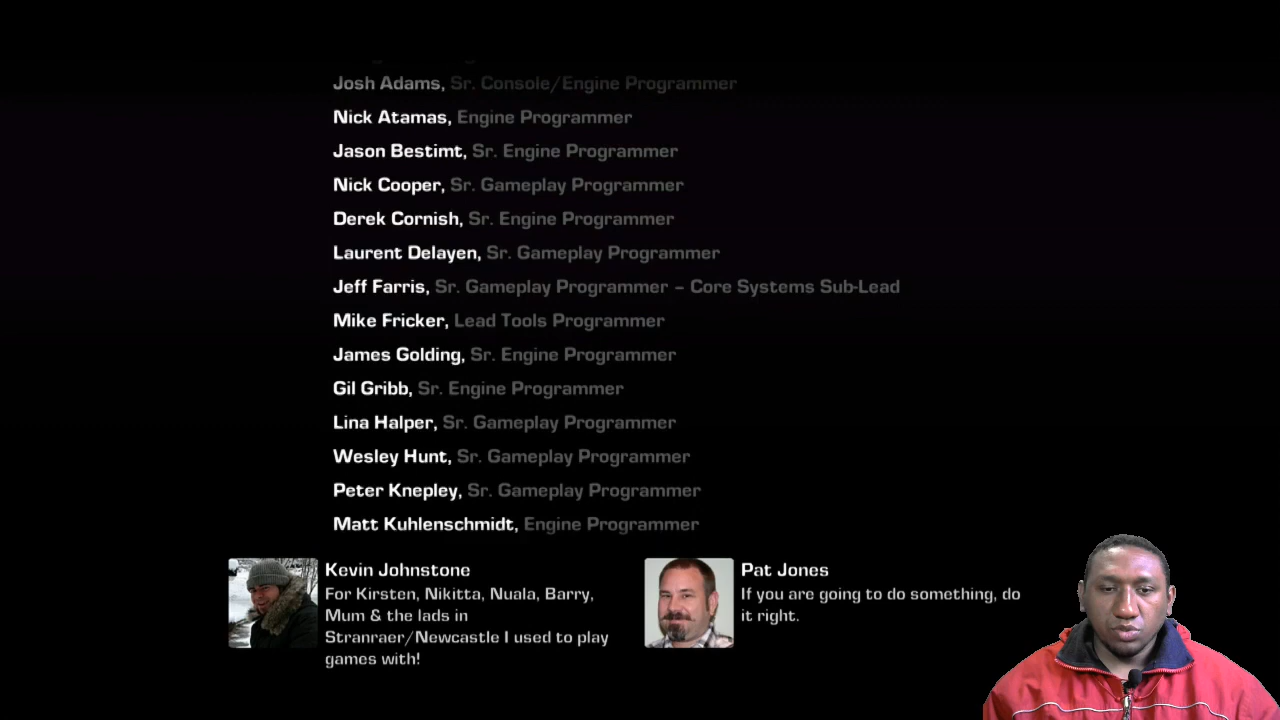 Josh Adams, Sr. Console/Engine Programmer
Nick Atamas, Engine Programmer
Jason Bestimt, Sr. Engine Programmer
Nick Cooper, Sr. Gameplay Programmer
Derek Cornish, Sr. Engine Programmer
Laurent Delayen, Sr. Gameplay Programmer
Jeff Farris, Sr. Gameplay Programmer – Core Systems Sub-Lead
Mike Fricker, Lead Tools Programmer
James Golding, Sr. Engine Programmer
Gil Gribb, Sr. Engine Programmer
Lina Halper, Sr. Gameplay Programmer
Wesley Hunt, Sr. Gameplay Programmer
Peter Knepley, Sr. Gameplay Programmer
Matt Kuhlenschmidt, Engine Programmer
Kevin Johnstone
For Kirsten, Nikitta, Nuala, Barry,
Mum & the lads in
Stranraer/Newcastle I used to play
games with!
Pat Jones
If you are going to do something, do
it right.